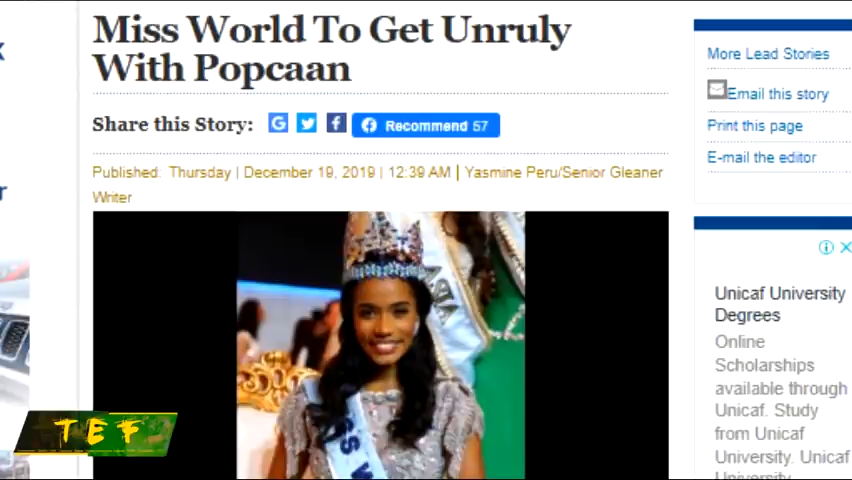 Miss World To Get Unruly
With Popcaan
Share this Story:
Recommend 57
Published: Thursday | December 19, 2019 | 12:39 AM | Yasmine Peru/Senior Gleaner
Writer
More Lead Stories
Email this story
Print this page
E-mail the editor
Unicaf University
Degrees
Online
Scholarships
available through
Unicaf. Study
from Unicaf
University. Unicaf
University
TEF